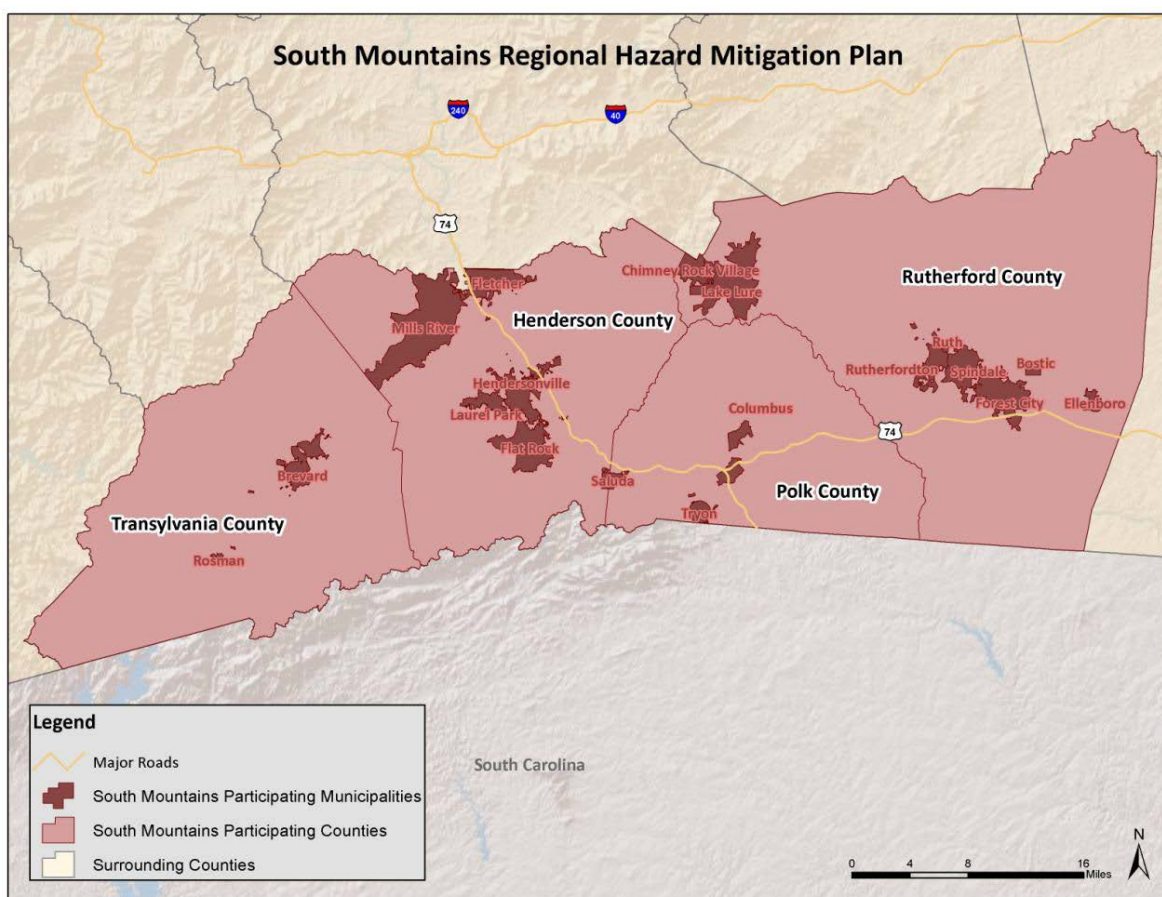 South Mountains Regional Hazard Mitigation Plan
240
40
74
Chimney Rock Village
Rutherford County
Fletcher
Lake Lure
Henderson County
Mills River
Ruth
Rutherfordton
Spindale
Bostic
Hendersonville
Forest City
Ellenboro
Laurel Park
Columbus
74
Flat Rock
Brevard
Saluda
Polk County
Transylvania County
Tryon
Rosman
Legend
Major Roads
South Mountains Participating Municipalities
South Mountains Participating Counties
Surrounding Counties
South Carolina
N
0 4 8 16
Miles